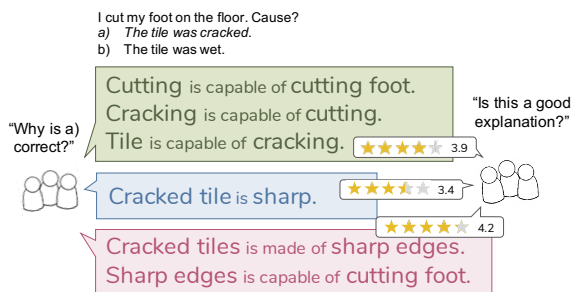 I cut my foot on the floor. Cause?
a) The tile was cracked.
b) The tile was wet.
Cutting is capable of cutting foot.
Cracking is capable of cutting.
Tile is capable of cracking.
3.9
“Why is a)
correct?”
“Is this a good
explanation?”
Cracked tile is sharp.
3.4
4.2
Cracked tiles is made of sharp edges.
Sharp edges is capable of cutting foot.